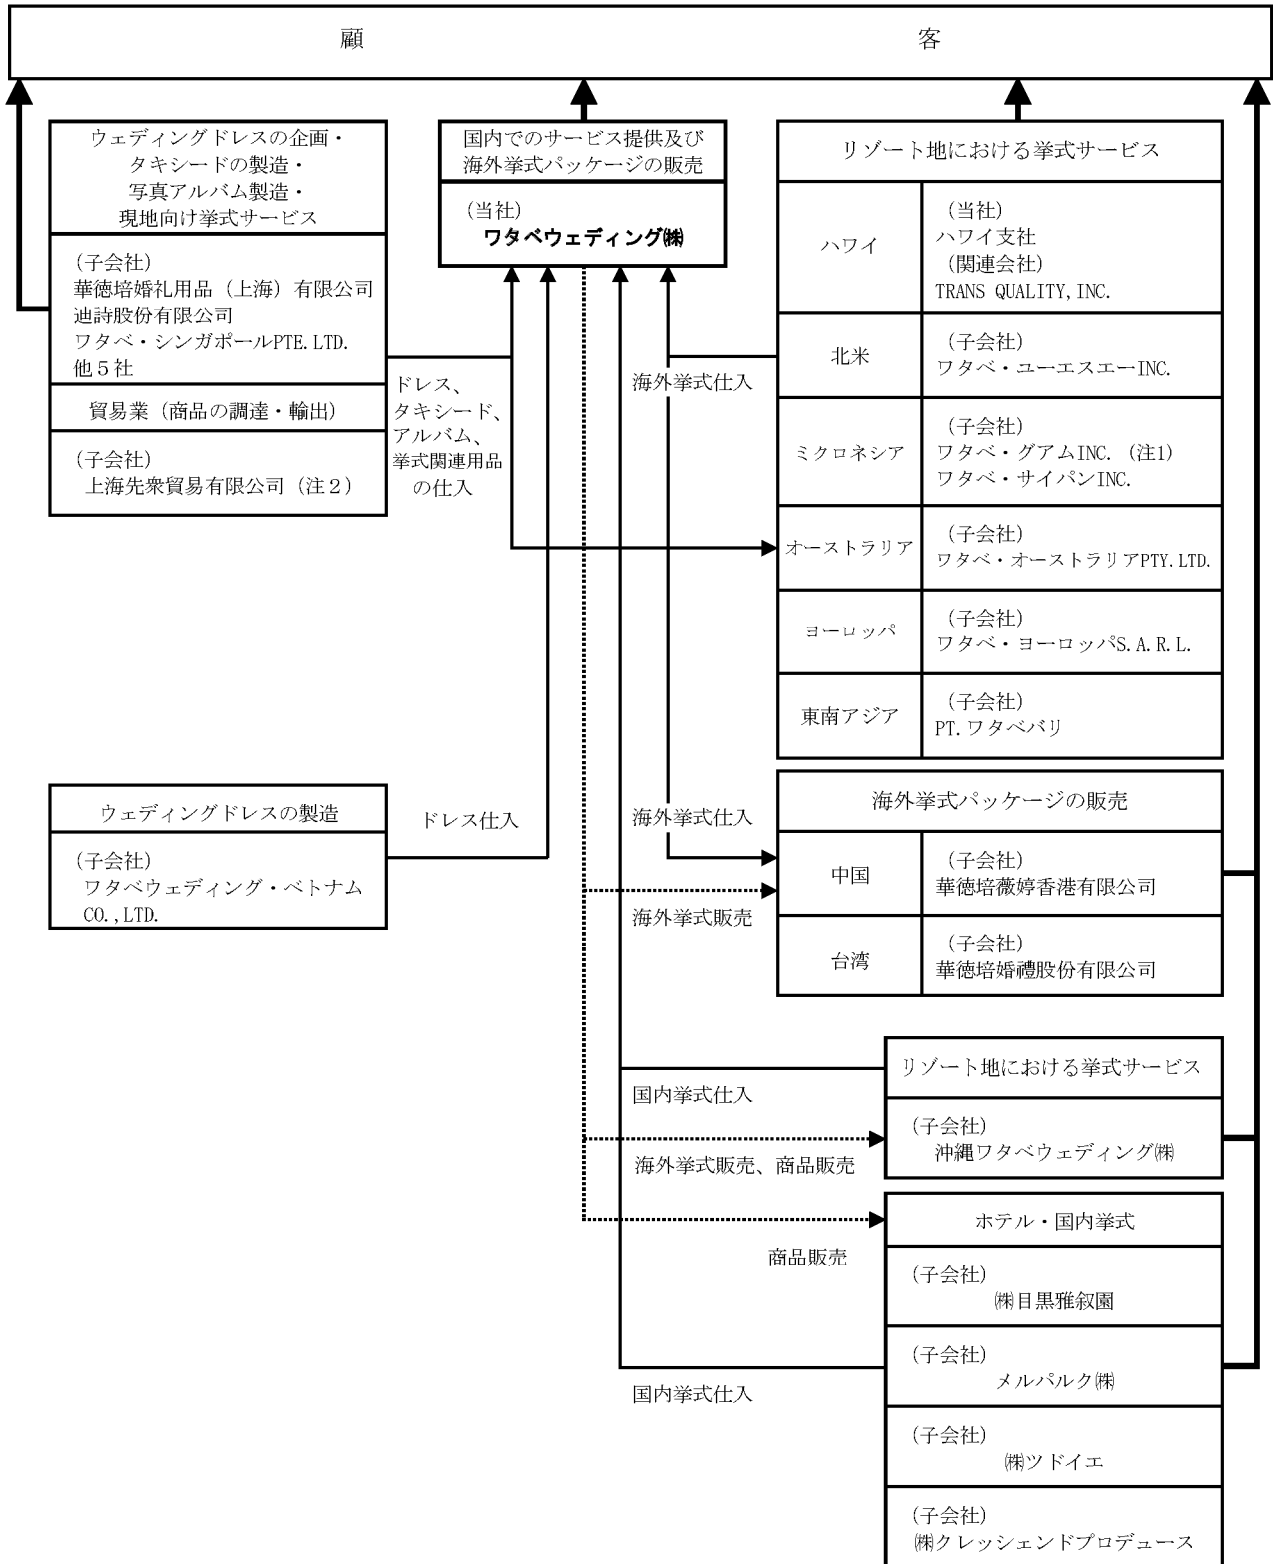 顧客
ウェディングドレスの企画・
タキシードの製造・
写真アルバム製造・
現地向け挙式サービス
(子会社)
華徳培婚礼用品(上海)有限公司
迪詩股份有限公司
ワタベ・シンガポールPTE.LTD.
他5社
貿易業(商品の調達・輸出)
(子会社)
上海先衆貿易有限公司(注2)
ドレス、
タキシード、
アルバム、
挙式関連用品
の仕入
ウェディングドレスの製造
(子会社)
ワタベウェディング・ベトナム
CO.,LTD.
ドレス仕入
国内でのサービス提供及び
海外挙式パッケージの販売
(当社)
ワタベウェディング㈱
海外挙式仕入
リゾート地における挙式サービス
ハワイ
(当社)
ハワイ支社
(関連会社)
TRANS QUALITY,INC.
北米
(子会社)
ワタベ・ユーエスエーINC.
ミクロネシア
(子会社)
ワタベ・グアムINC.(注1)
ワタベ・サイパンINC.
オーストラリア
(子会社)
ワタベ・オーストラリアPTY.LTD.
ヨーロッパ
(子会社)
ワタベ・ヨーロッパS.A.R.L.
東南アジア
(子会社)
PT.ワタベバリ
海外挙式仕入
海外挙式販売
海外挙式パッケージの販売
中国
(子会社)
華徳培薇婷香港有限公司
台湾
(子会社)
華徳培婚禮股份有限公司
国内挙式仕入
海外挙式販売、商品販売
リゾート地における挙式サービス
(子会社)
沖縄ワタベウェディング㈱
商品販売
国内挙式仕入
ホテル・国内挙式
(子会社)
㈱目黒雅叙園
(子会社)
メルパルク㈱
(子会社)
㈱ツドイエ
(子会社)
㈱クレッシェンドプロデュース